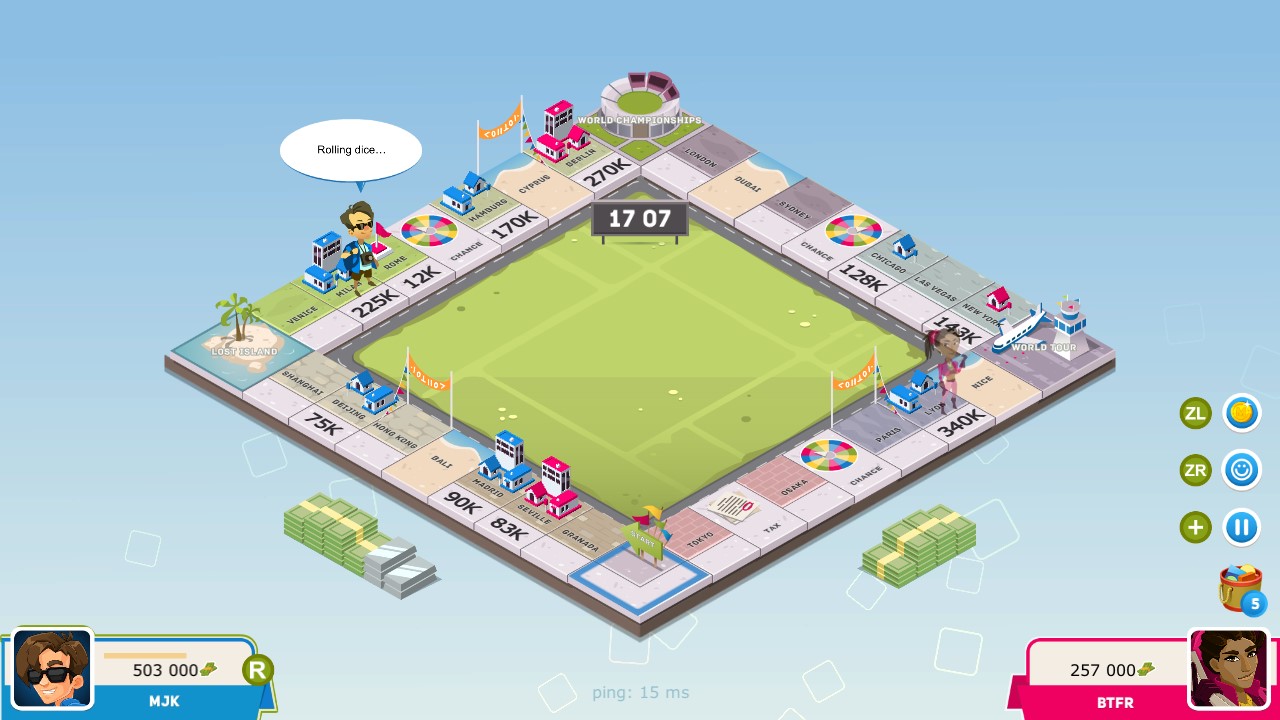 WORLD CHAMPIONSHIPS
Rolling dice...
BERLIN
270K
LONDON
CYPRUS
DUBAI
HAMBURG
170K
SYDNEY
17 07
CHANCE
CHANCE
ROME
12K
128K
CHICAGO
225K
LAS VEGAS
VENICE
NEW YORK
143K
LOST ISLAND
WORLD TOUR
SHANGHAI
NICE
BEIJING
75K
HONG KONG
340K
PARIS
BALI
MADRID
90K
CHANCE
OSAKA
SEVILLE
83K
TAX
GRANADA
START
TOKYO
ZL
ZR
+
5
503 000
R
MJK
257 000
BTFR
ping: 15 ms